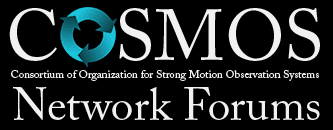 COSMOS
Consortium of Organization for Strong Motion Observation Systems
Network Forums